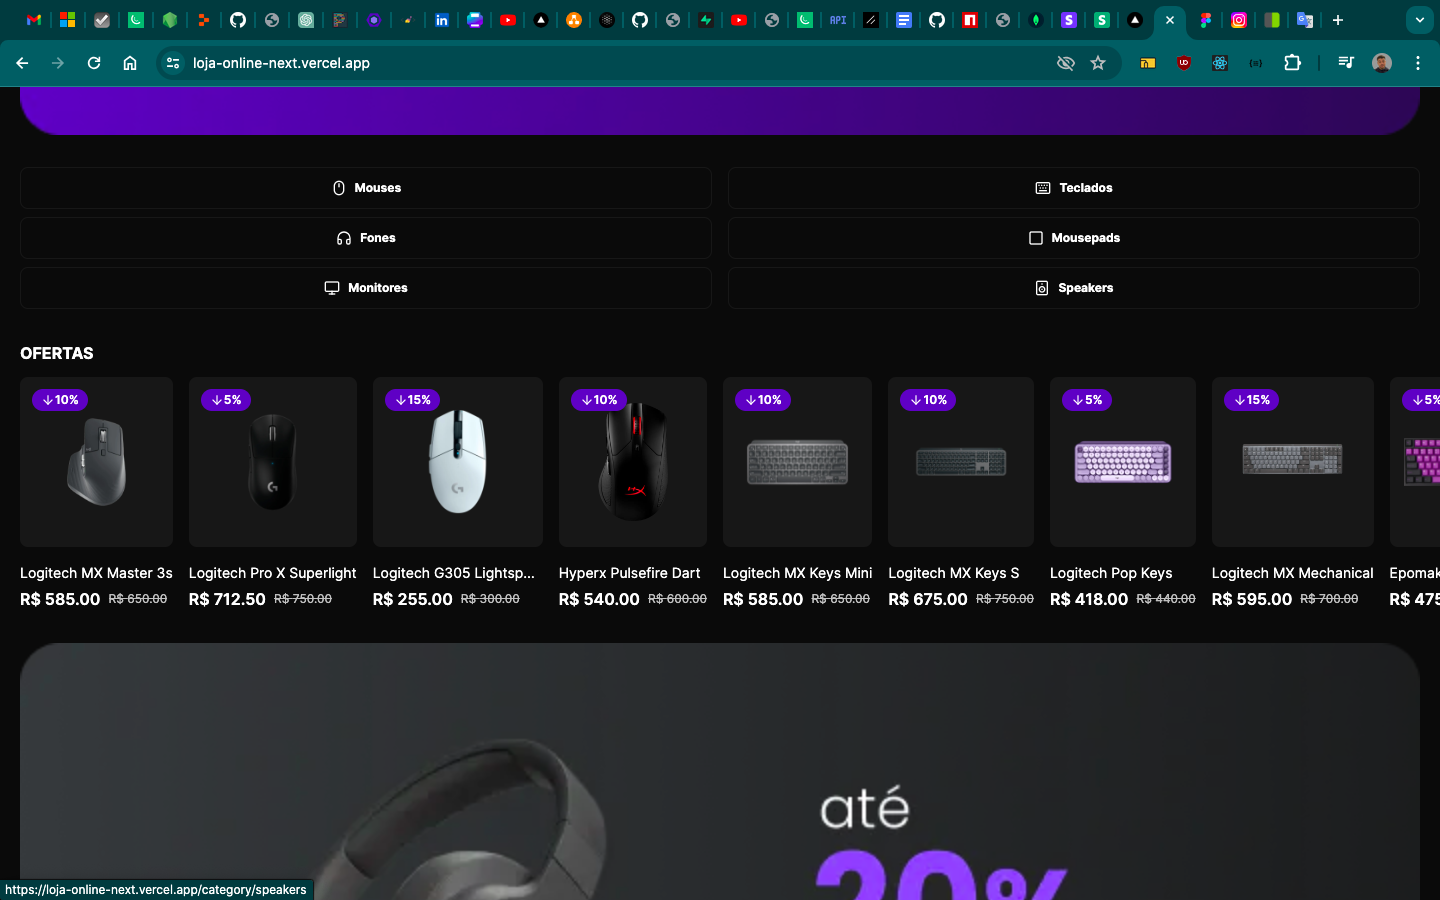 API
loja-online-next.vercel.app
Mouses
Teclados
Fones
Mousepads
Monitores
Speakers
OFERTAS
↓10%
↓5%
↓15%
↓10%
↓10%
↓10%
↓5%
↓15%
↓5%
Logitech MX Master 3s
Logitech Pro X Superlight
Logitech G305 Lightsp...
Hyperx Pulsefire Dart
Logitech MX Keys Mini
Logitech MX Keys S
Logitech Pop Keys
Logitech MX Mechanical
Epomak
R$ 585.00 R$ 650.00
R$ 712.50 R$ 750.00
R$ 255.00 R$ 300.00
R$ 540.00 R$ 600.00
R$ 585.00 R$ 650.00
R$ 675.00 R$ 750.00
R$ 418.00 R$ 440.00
R$ 595.00 R$ 700.00
R$ 475
até
20%
https://loja-online-next.vercel.app/category/speakers